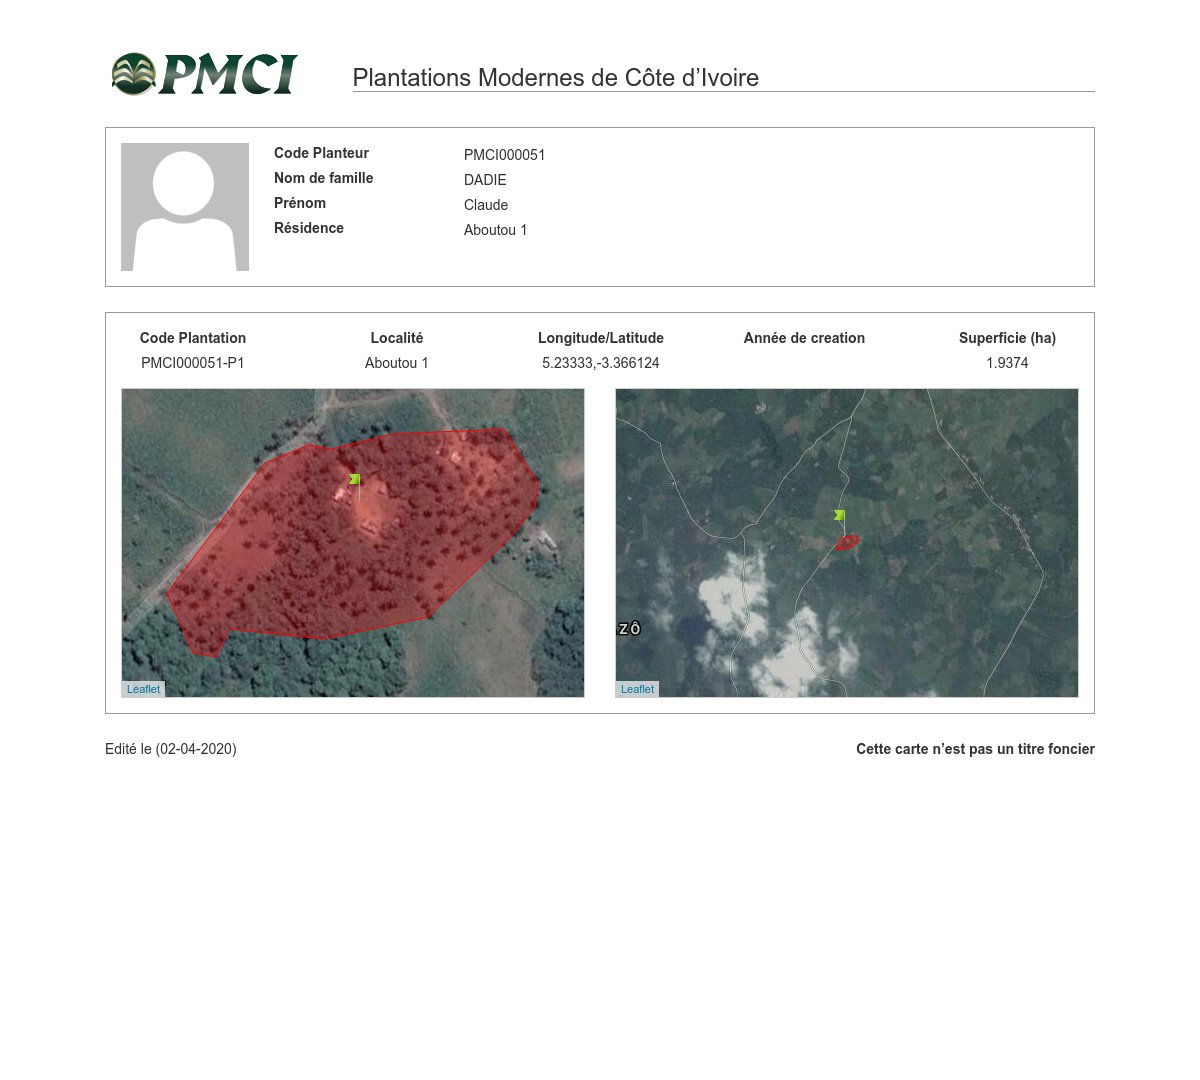 PMCI
Plantations Modernes de Côte d’Ivoire
Code Planteur PMCI000051
Nom de famille DADIE
Prénom Claude
Résidence Aboutou 1
Code Plantation Localité Longitude/Latitude Année de creation Superficie (ha)
PMCI000051-P1 Aboutou 1 5.23333,-3.366124 1.9374
ZÔ
Leaflet Leaflet
Edité le (02-04-2020) Cette carte n’est pas un titre foncier